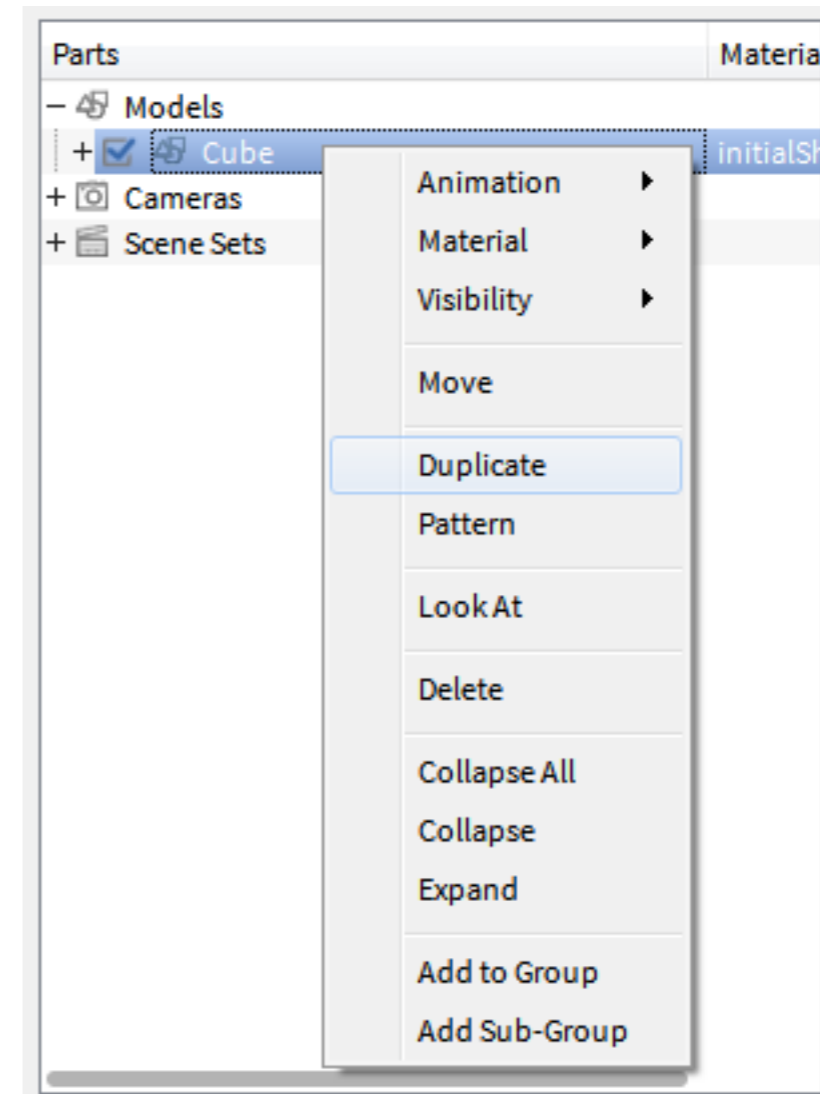 Parts Materia
Models
Cube initialSh
Cameras
Scene Sets
Animation
Material
Visibility
Move
Duplicate
Pattern
Look At
Delete
Collapse All
Collapse
Expand
Add to Group
Add Sub-Group